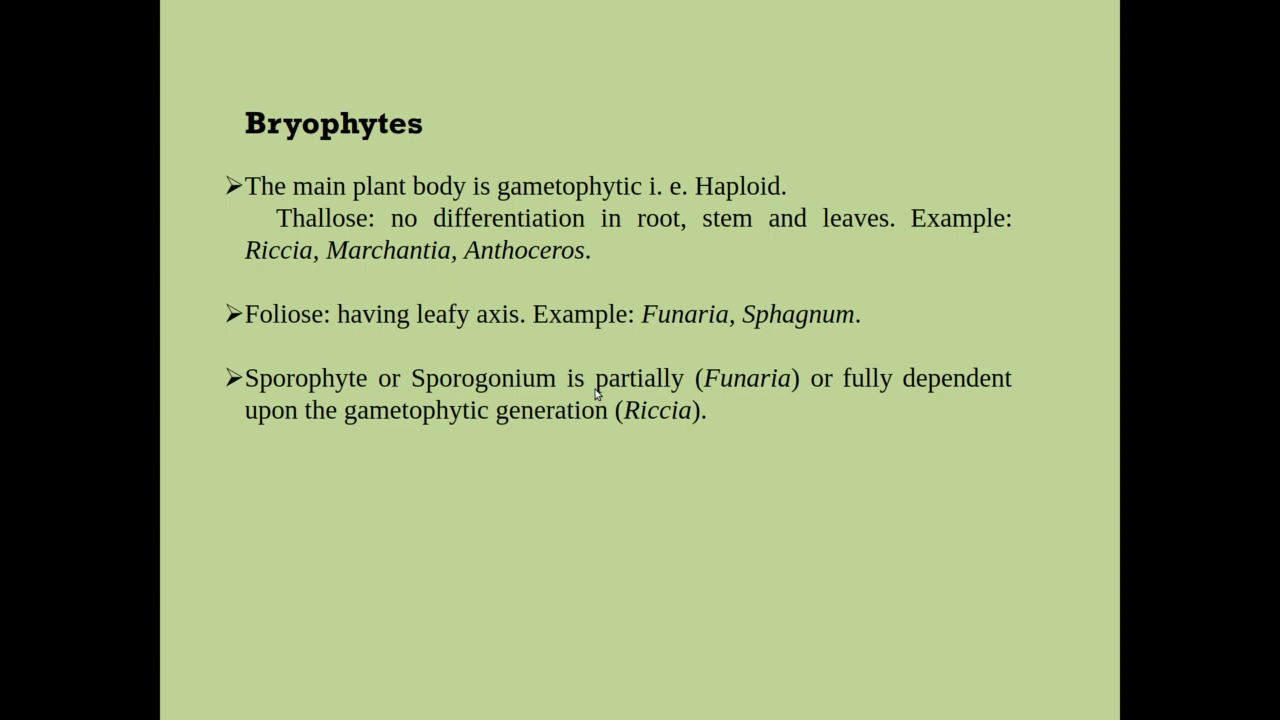 Bryophytes
➢The main plant body is gametophytic i. e. Haploid.
Thallose: no differentiation in root, stem and leaves. Example:
Riccia, Marchantia, Anthoceros.
➢Foliose: having leafy axis. Example: Funaria, Sphagnum.
➢Sporophyte or Sporogonium is partially (Funaria) or fully dependent
upon the gametophytic generation (Riccia).